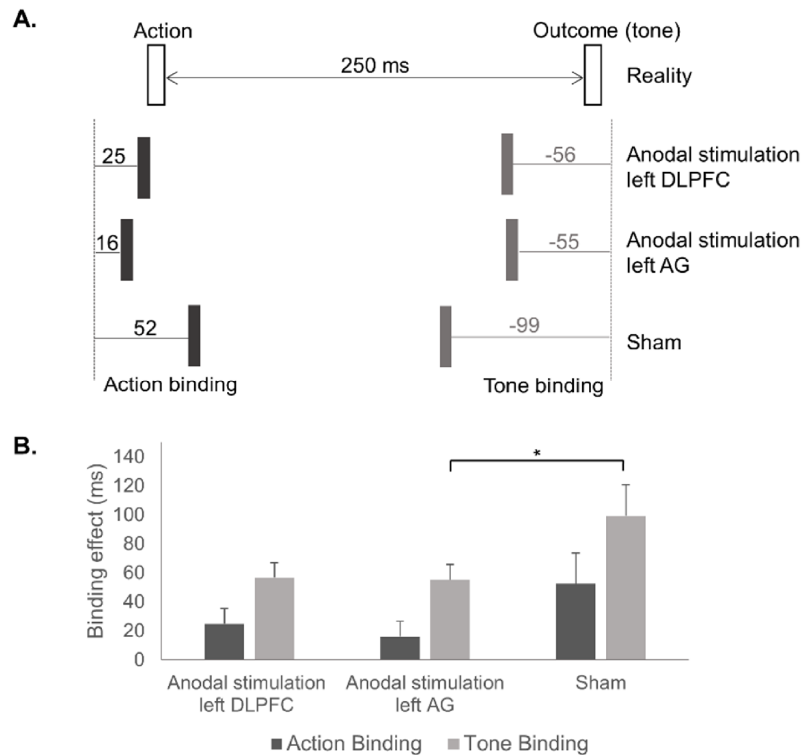 A.
Action
Outcome (tone)
250 ms
Reality
25
-56
Anodal stimulation
left DLPFC
16
-55
Anodal stimulation
left AG
52
-99
Sham
Action binding
Tone binding
B.
Binding effect (ms)
140
120
100
80
60
40
20
0
*
Anodal stimulation
left DLPFC
Anodal stimulation
left AG
Sham
Action Binding
Tone Binding